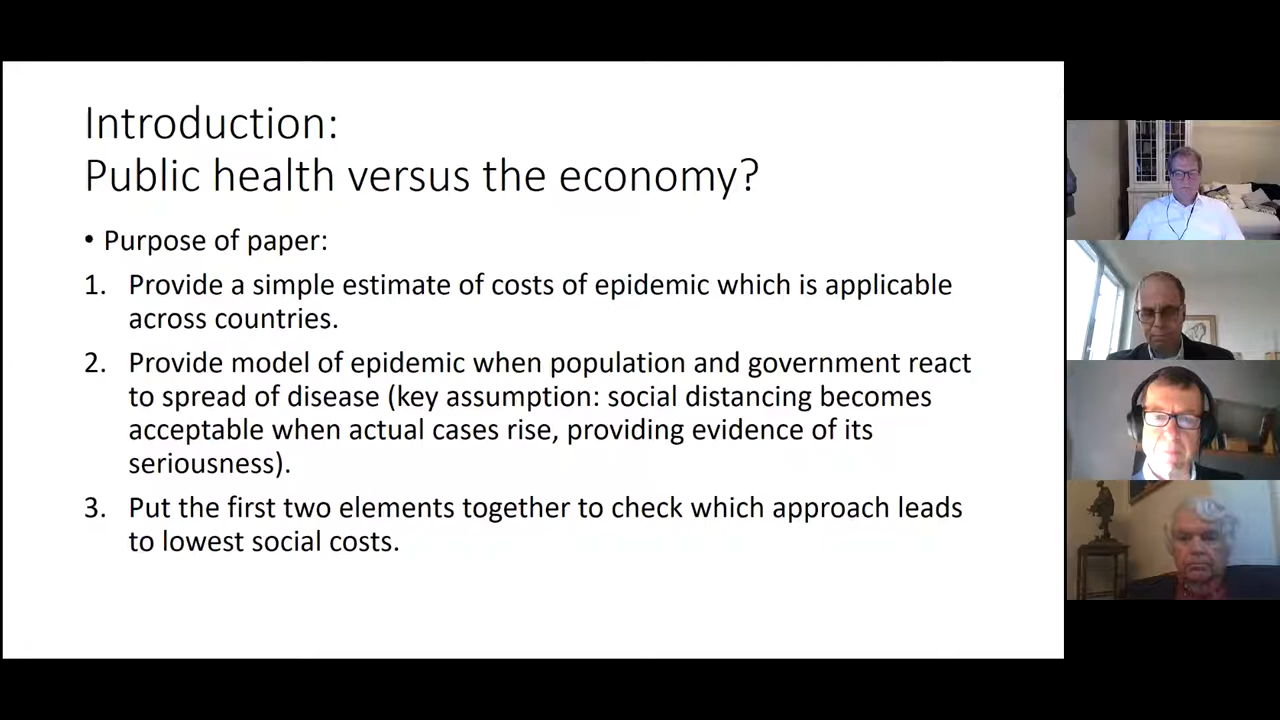 Introduction:
Public health versus the economy?
• Purpose of paper:
1. Provide a simple estimate of costs of epidemic which is applicable
across countries.
2. Provide model of epidemic when population and government react
to spread of disease (key assumption: social distancing becomes
acceptable when actual cases rise, providing evidence of its
seriousness).
3. Put the first two elements together to check which approach leads
to lowest social costs.